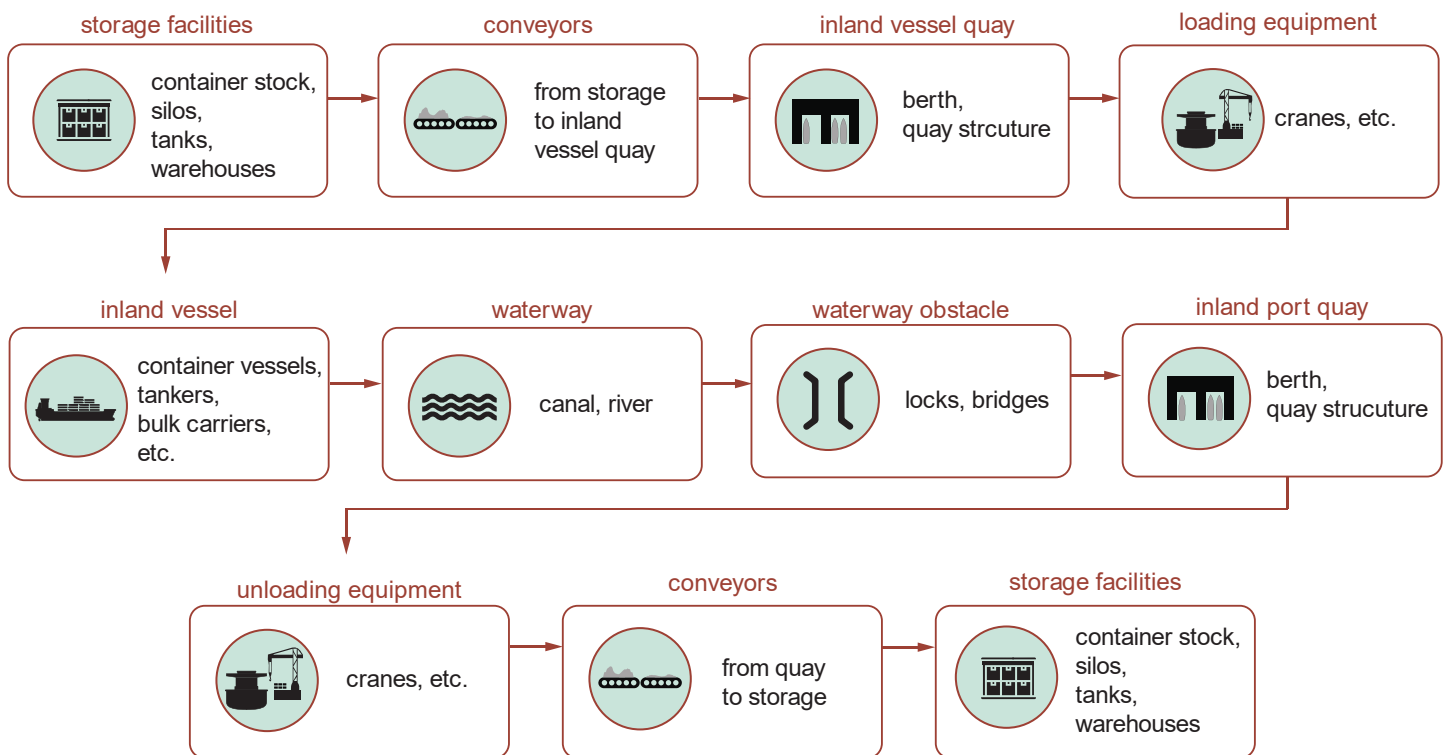 storage facilities
container stock,
silos,
tanks,
warehouses
conveyors
from storage
to inland
vessel quay
inland vessel quay
berth,
quay strcuture
loading equipment
cranes, etc.
inland vessel
container vessels,
tankers,
bulk carriers,
etc.
waterway
canal, river
waterway obstacle
locks, bridges
inland port quay
berth,
quay strucuture
unloading equipment
cranes, etc.
conveyors
from quay
to storage
storage facilities
container stock,
silos,
tanks,
warehouses